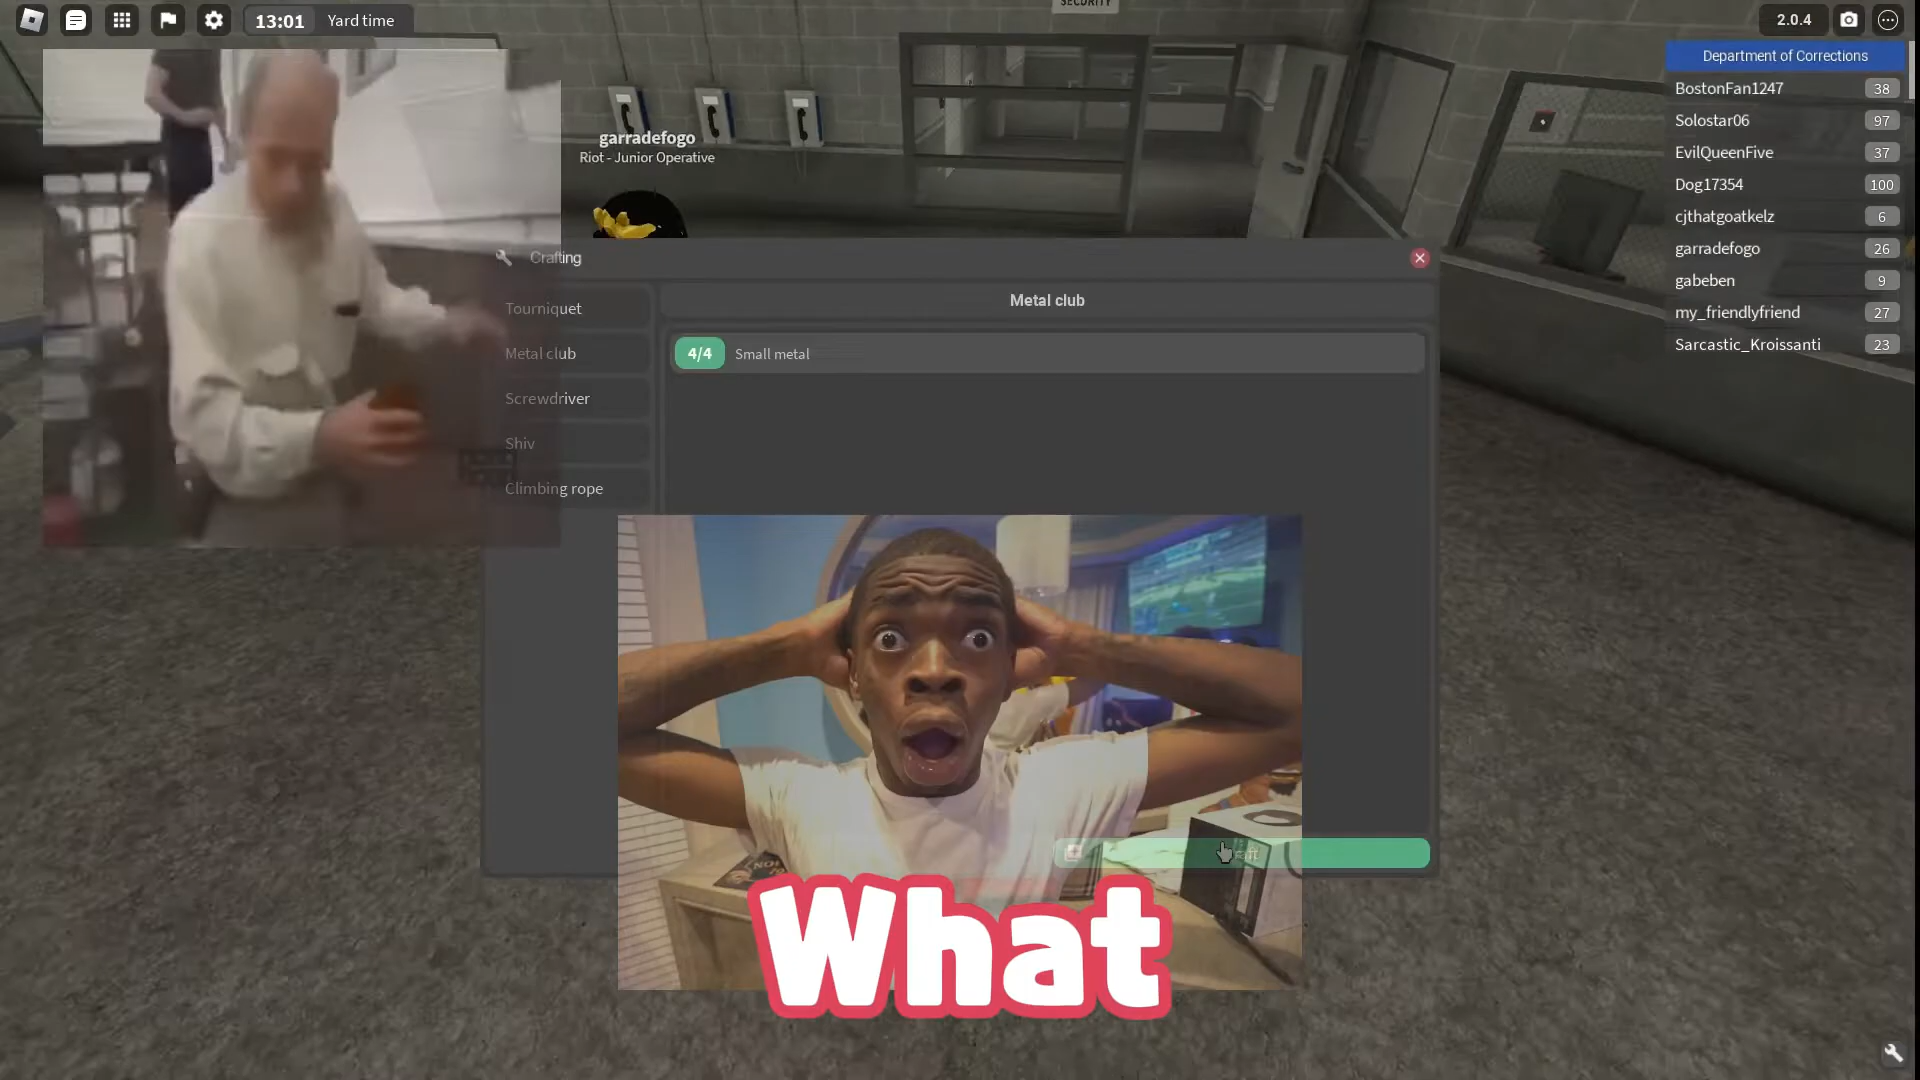 SECURITY
13:01 Yard time
2.0.4
Department of Corrections
BostonFan1247 38
Solostar06 97
EvilQueenFive 37
Dog17354 100
cjthatgoatkelz 6
garradefogo 26
gabeben 9
my_friendlyfriend 27
Sarcastic_Kroissanti 23
garradefogo
Riot - Junior Operative
Crafting
Tourniquet
Metal club
Screwdriver
Shiv
Climbing rope
Metal club
4/4 Small metal
What